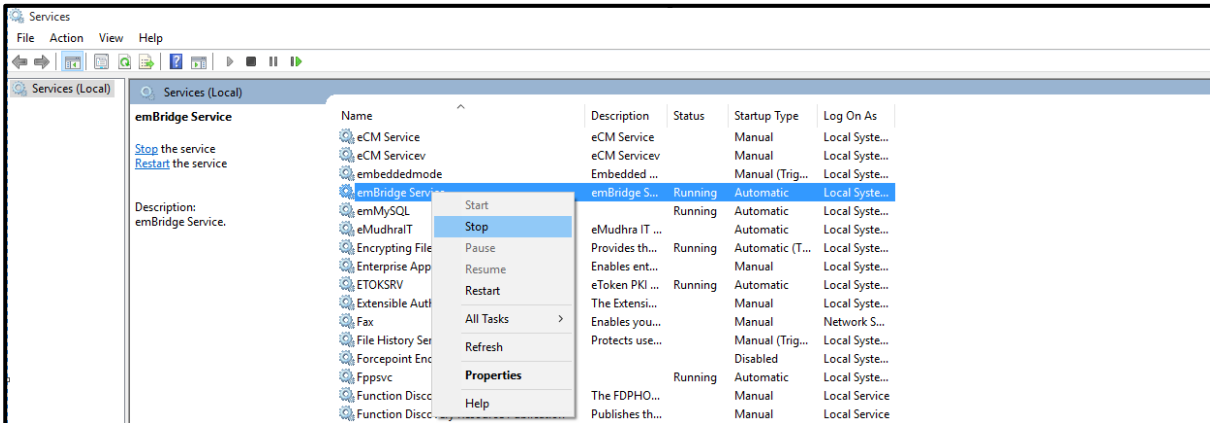 Services
File Action View Help
Services (Local)
Services (Local)
emBridge Service
Stop the service
Restart the service
Description:
emBridge Service.
Name Description Status Startup Type Log On As
eCM Service eCM Service Manual Local Syste...
eCM Servicev eCM Servicev Manual Local Syste...
embeddedmode Embedded ... Manual (Trig... Local Syste...
emBridge Service emBridge S... Running Automatic Local Syste...
emMySQL Running Automatic Local Syste...
eMudhraIT eMudhra IT ... Automatic Local Syste...
Encrypting File Provides th... Running Automatic (T... Local Syste...
Enterprise App Enables ent... Manual Local Syste...
ETOKSRV eToken PKI ... Running Automatic Local Syste...
Extensible Auth The Extensi... Manual Local Syste...
Fax Enables you... Manual Network S...
File History Ser Protects use... Manual (Trig... Local Syste...
Forcepoint End Disabled Local Syste...
Fppsvc Running Automatic Local Syste...
Function Disco The FDPHO... Manual Local Service
Function Disco Publishes th... Manual Local Service
Start
Stop
Pause
Resume
Restart
All Tasks >
Refresh
Properties
Help